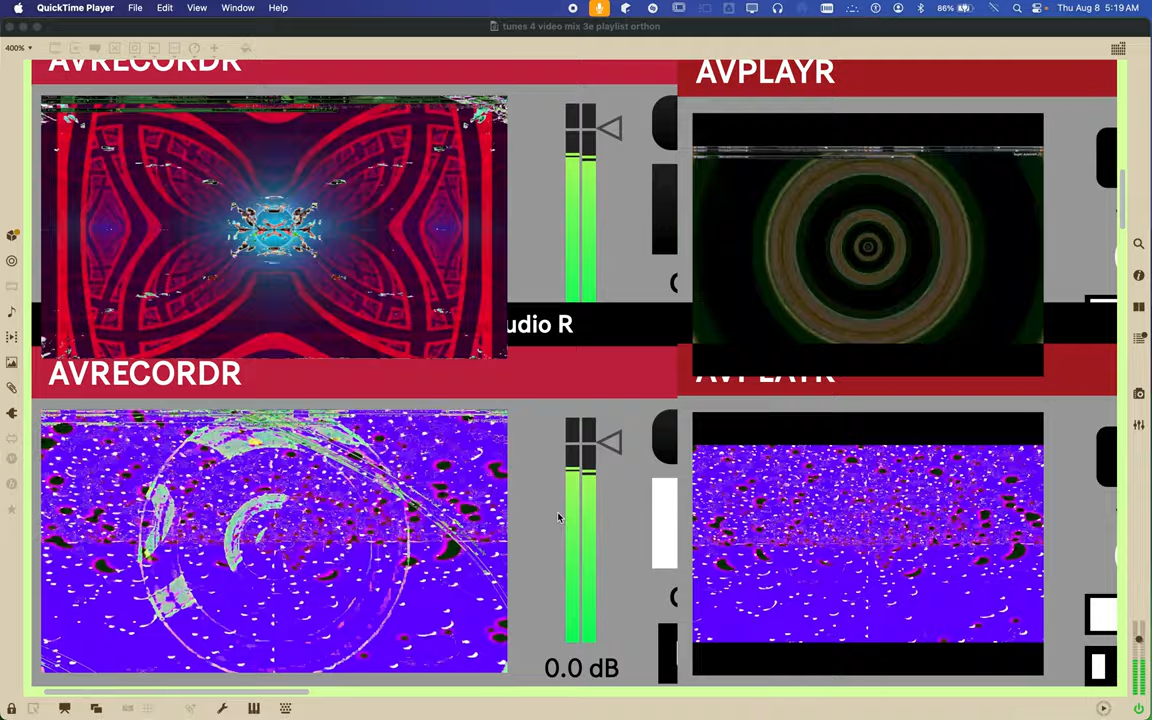 QuickTime Player File Edit View Window Help 86% Thu Aug 8 5:19 AM
tunes 4 video mix 3e playlist orthon
400%
AVRECORDR
AVPLAYR
udio R
AVRECORDR
AVPLAYR
0.0 dB